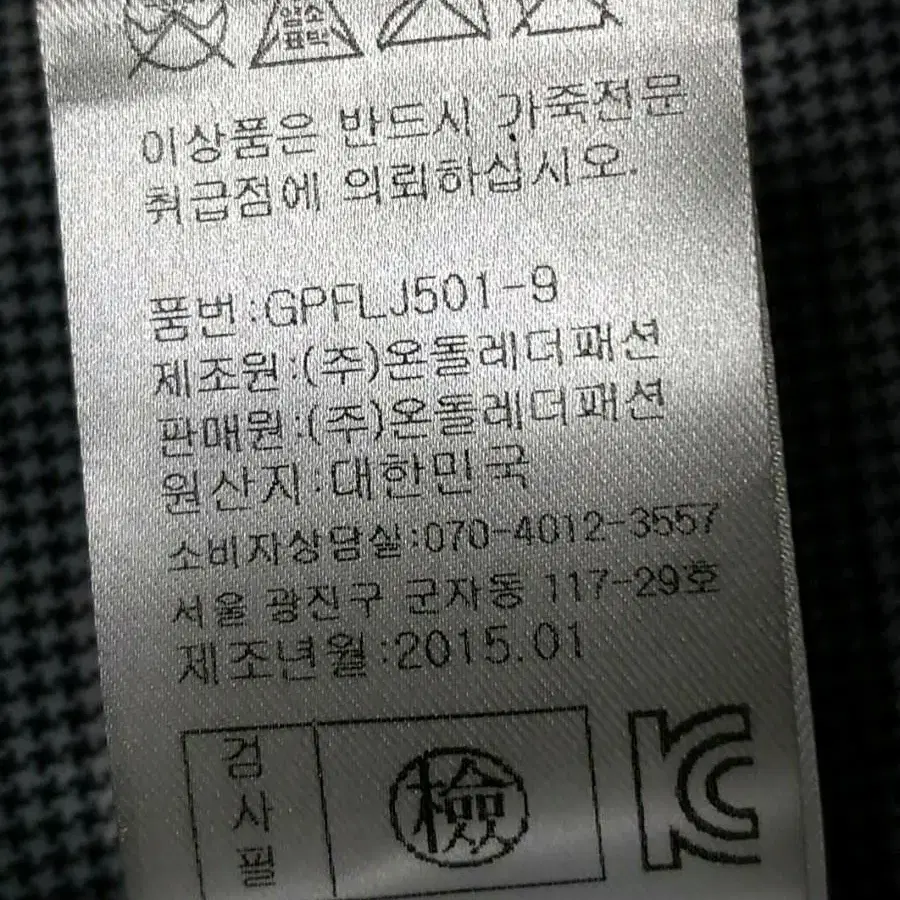 염소
표백
이상품은 반드시 가죽전문
취급점에 의뢰하십시오.
품번:GPFLJ501-9
제조원:(주)온돌레더패션
판매원:(주)온돌레더패션
원산지:대한민국
소비자상담실:070-4012-3557
서울 광진구 군자동 117-29호
제조년월:2015.01
검사필
檢
KC